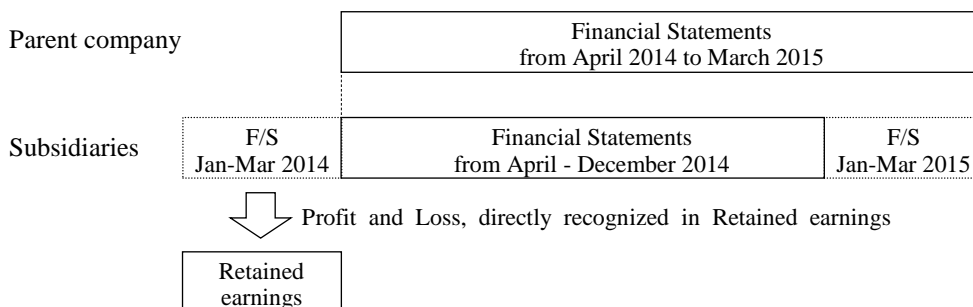 Parent company
Financial Statements
from April 2014 to March 2015
Subsidiaries
F/S
Jan-Mar 2014
Financial Statements
from April - December 2014
F/S
Jan-Mar 2015
Profit and Loss, directly recognized in Retained earnings
Retained
earnings